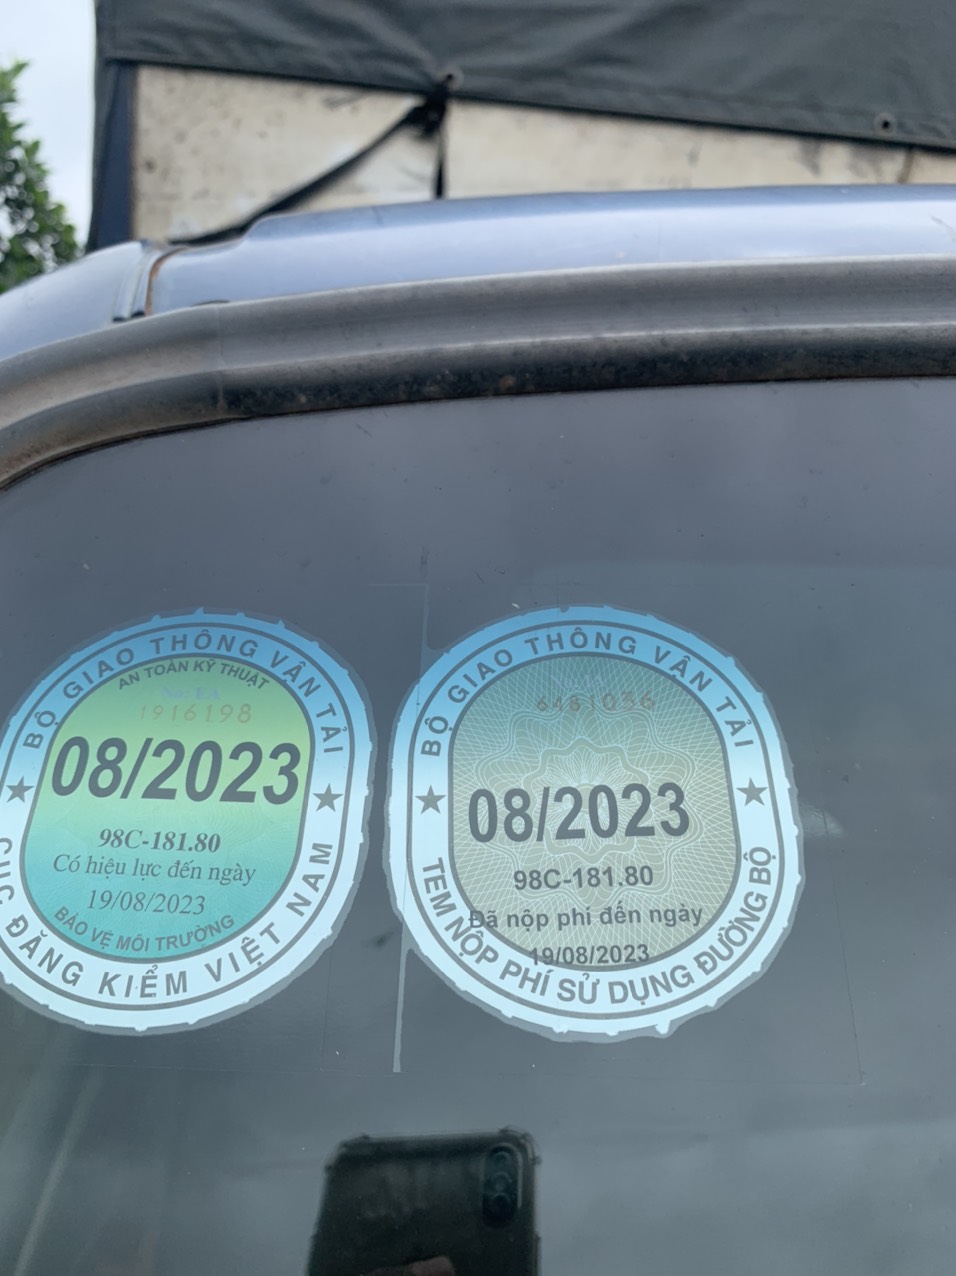 BỘ GIAO THÔNG VẬN TẢI
AN TOÀN KỸ THUẬT
No: EA
1916198
08/2023
98C-181.80
Có hiệu lực đến ngày
19/08/2023
BẢO VỆ MÔI TRƯỜNG
CỤC ĐĂNG KIỂM VIỆT NAM
BỘ GIAO THÔNG VẬN TẢI
6481036
08/2023
98C-181.80
Đã nộp phí đến ngày
19/08/2023
TEM NỘP PHÍ SỬ DỤNG ĐƯỜNG BỘ